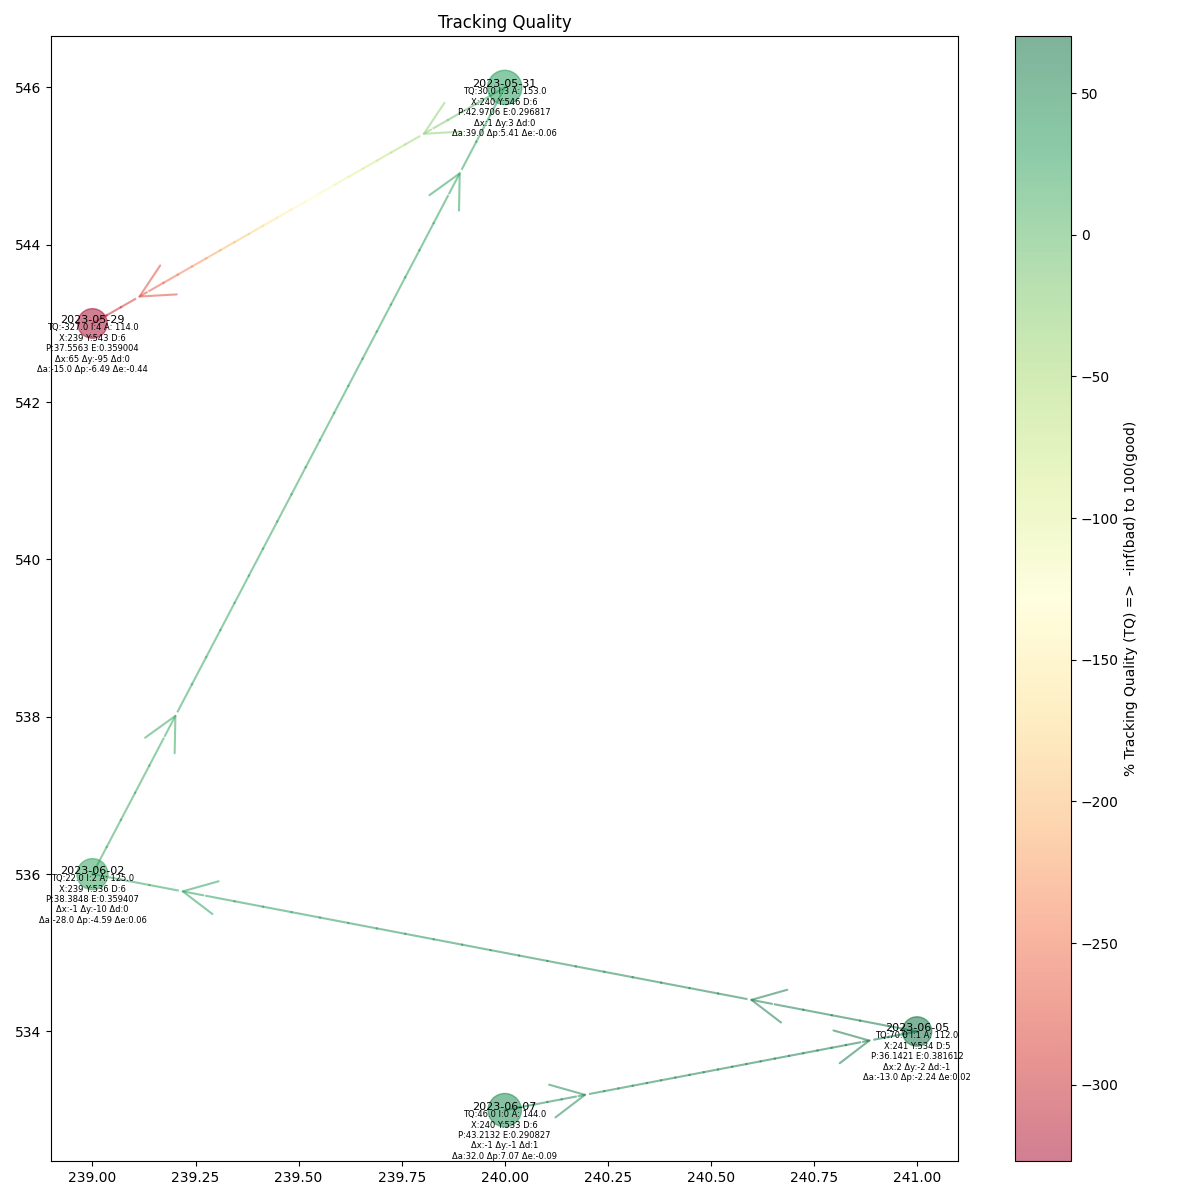 Tracking Quality
546
544
542
540
538
536
534
2023-05-31
TQ:30.0 I:3 A: 153.0
X:240 Y:546 D:6
P:42.9706 E:0.296817
Δx:1 Δy:3 Δd:0
Δa:39.0 Δp:5.41 Δe:-0.06
2023-05-29
TQ:-327.0 I:4 A: 114.0
X:239 Y:543 D:6
P:37.5563 E:0.359004
Δx:65 Δy:-95 Δd:0
Δa:-15.0 Δp:-6.49 Δe:-0.44
2023-06-02
TQ:22.0 I:2 A: 125.0
X:239 Y:536 D:6
P:38.3848 E:0.359407
Δx:-1 Δy:-10 Δd:0
Δa:-28.0 Δp:-4.59 Δe:0.06
2023-06-05
TQ:70.0 I:1 A: 112.0
X:241 Y:534 D:5
P:36.1421 E:0.381612
Δx:2 Δy:-2 Δd:-1
Δa:-13.0 Δp:-2.24 Δe:0.02
2023-06-07
TQ:46.0 I:0 A: 144.0
X:240 Y:533 D:6
P:43.2132 E:0.290827
Δx:-1 Δy:-1 Δd:1
Δa:32.0 Δp:7.07 Δe:-0.09
239.00 239.25 239.50 239.75 240.00 240.25 240.50 240.75 241.00
50
0
−50
−100
−150
−200
−250
−300
% Tracking Quality (TQ) => -inf(bad) to 100(good)